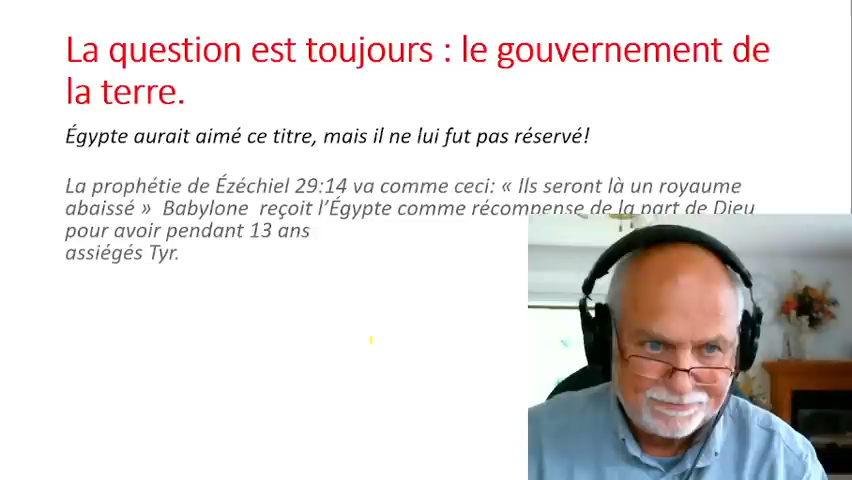 La question est toujours : le gouvernement de
la terre.
Égypte aurait aimé ce titre, mais il ne lui fut pas réservé!
La prophétie de Ézéchiel 29:14 va comme ceci: « Ils seront là un royaume
abaissé »  Babylone  reçoit l’Égypte comme récompense de la part de Dieu
pour avoir pendant 13 ans
assiégés Tyr.